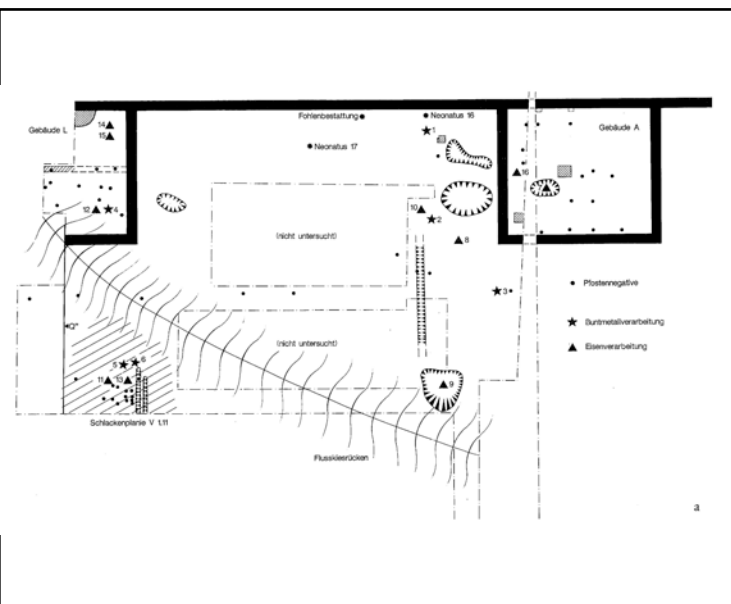 Fohlenbestattung
Neonatus 16
Gebäude L
14
15
1
Gebäude A
Neonatus 17
16
7
12
4
10
2
(nicht untersucht)
8
Pfostennegative
3
Buntmetallverarbeitung
Q"
(nicht untersucht)
Eisenverarbeitung
5
6
11
13
9
Schlackenplanie V 1,11
Flusskiesrücken
a